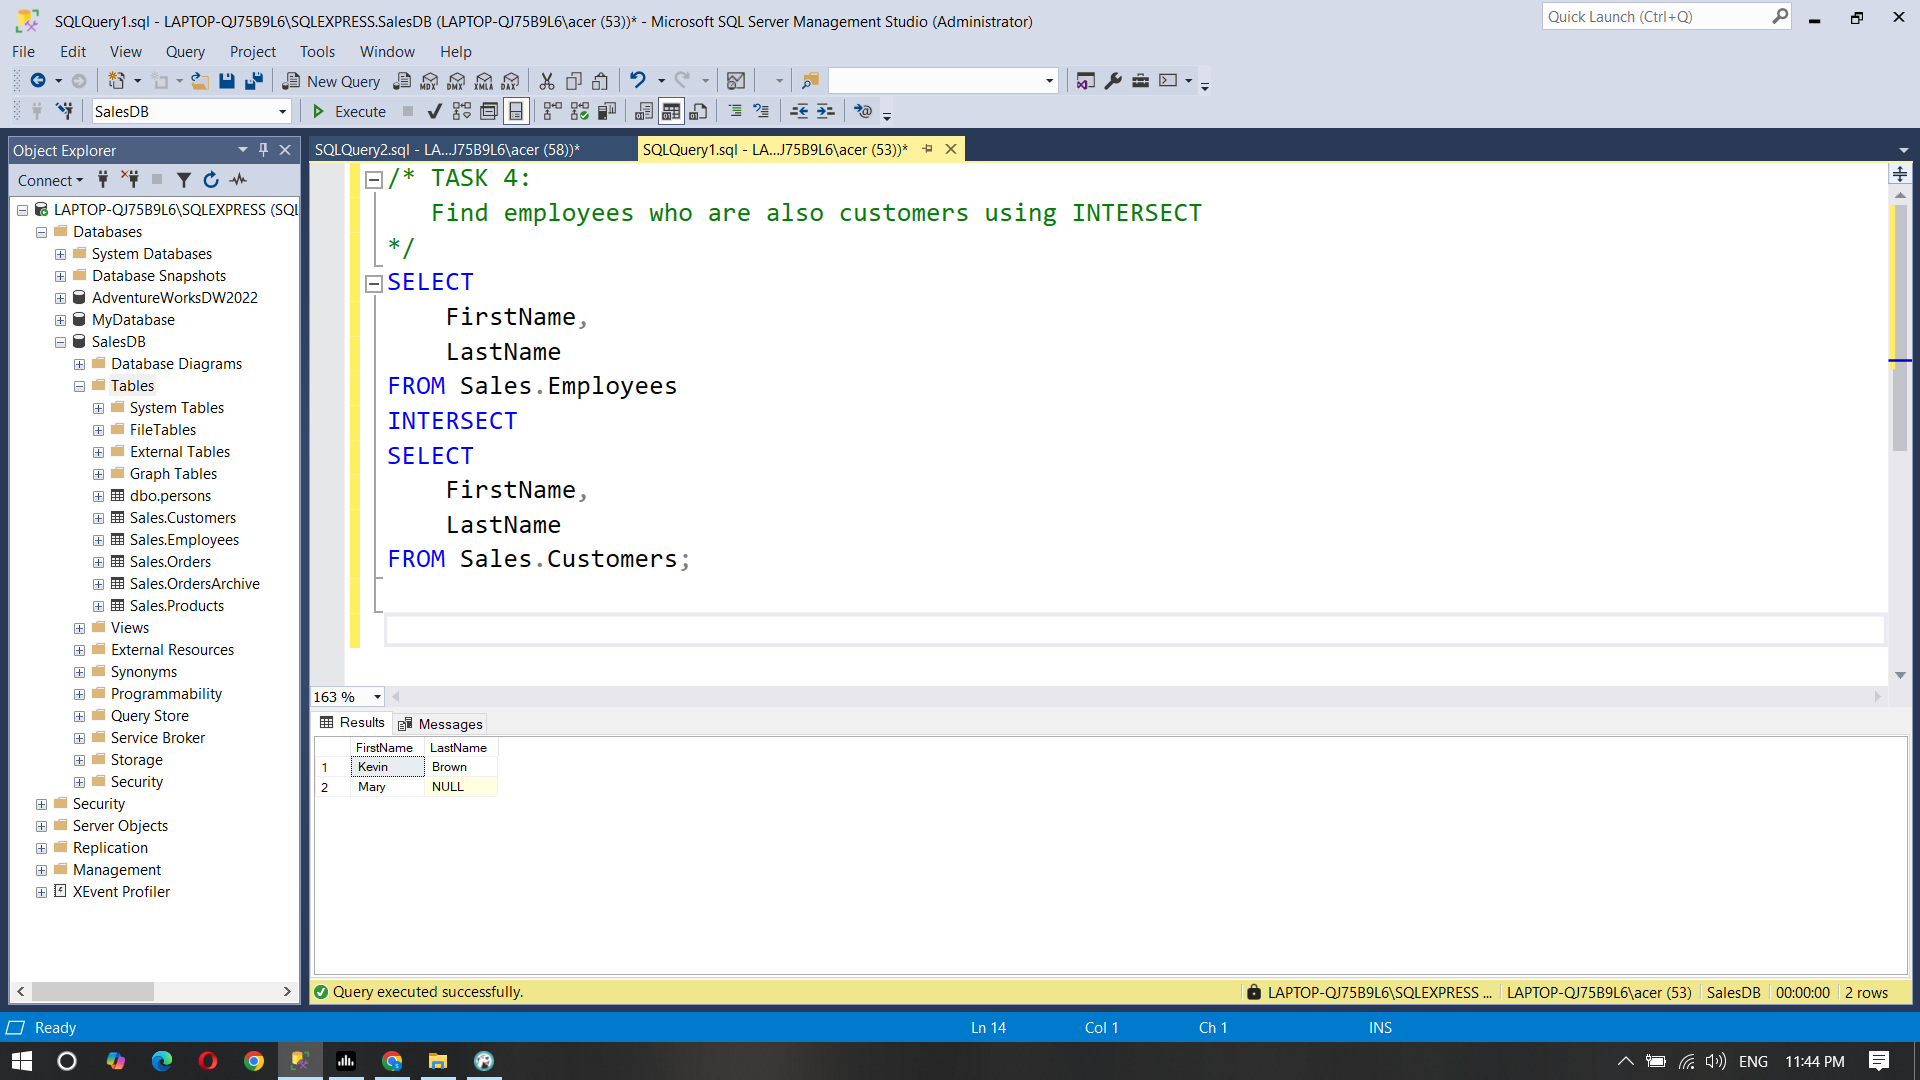 SQLQuery1.sql - LAPTOP-QJ75B9L6\SQLEXPRESS.SalesDB (LAPTOP-QJ75B9L6\acer (53))* - Microsoft SQL Server Management Studio (Administrator)
Quick Launch (Ctrl+Q)
File Edit View Query Project Tools Window Help
New Query MDX DMX XMLA DAX
SalesDB Execute
Object Explorer
SQLQuery2.sql - LA...J75B9L6\acer (58))*
SQLQuery1.sql - LA...J75B9L6\acer (53))*
Connect
LAPTOP-QJ75B9L6\SQLEXPRESS (SQL
Databases
System Databases
Database Snapshots
AdventureWorksDW2022
MyDatabase
SalesDB
Database Diagrams
Tables
System Tables
FileTables
External Tables
Graph Tables
dbo.persons
Sales.Customers
Sales.Employees
Sales.Orders
Sales.OrdersArchive
Sales.Products
Views
External Resources
Synonyms
Programmability
Query Store
Service Broker
Storage
Security
Security
Server Objects
Replication
Management
XEvent Profiler
/* TASK 4:
Find employees who are also customers using INTERSECT
*/
SELECT
FirstName,
LastName
FROM Sales.Employees
INTERSECT
SELECT
FirstName,
LastName
FROM Sales.Customers;
163 %
Results Messages
FirstName LastName
1 Kevin Brown
2 Mary NULL
Query executed successfully.
LAPTOP-QJ75B9L6\SQLEXPRESS ... LAPTOP-QJ75B9L6\acer (53) SalesDB 00:00:00 2 rows
Ready Ln 14 Col 1 Ch 1 INS
ENG 11:44 PM